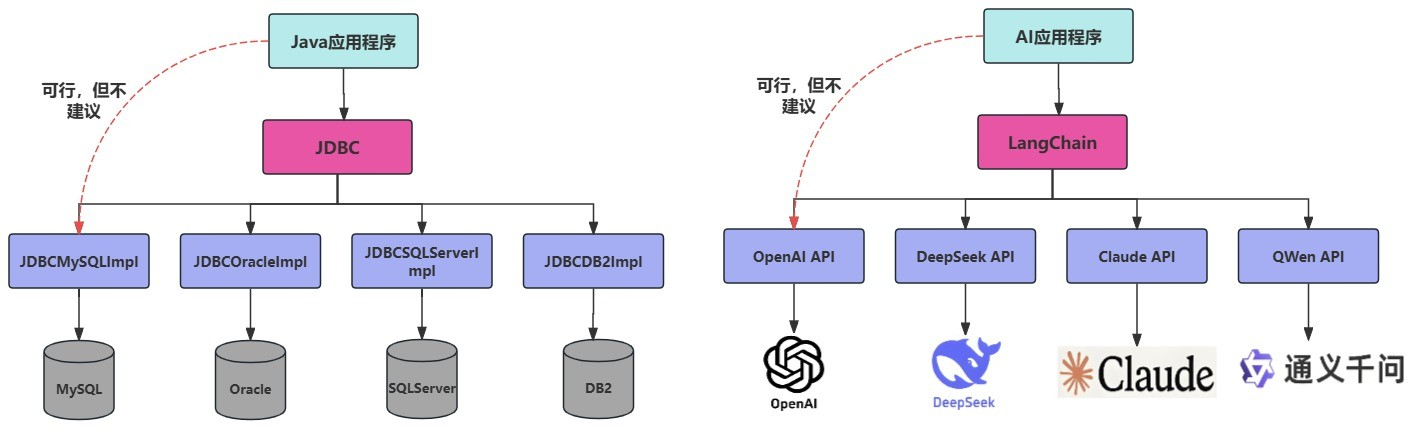 Java应用程序
可行，但不
建议
JDBC
JDBCMySQLImpl
JDBCOracleImpl
JDBCSQLServerI
mpl
JDBCDB2Impl
MySQL
Oracle
SQLServer
DB2
AI应用程序
可行，但不
建议
LangChain
OpenAI API
DeepSeek API
Claude API
QWen API
OpenAI
DeepSeek
Claude
通义千问